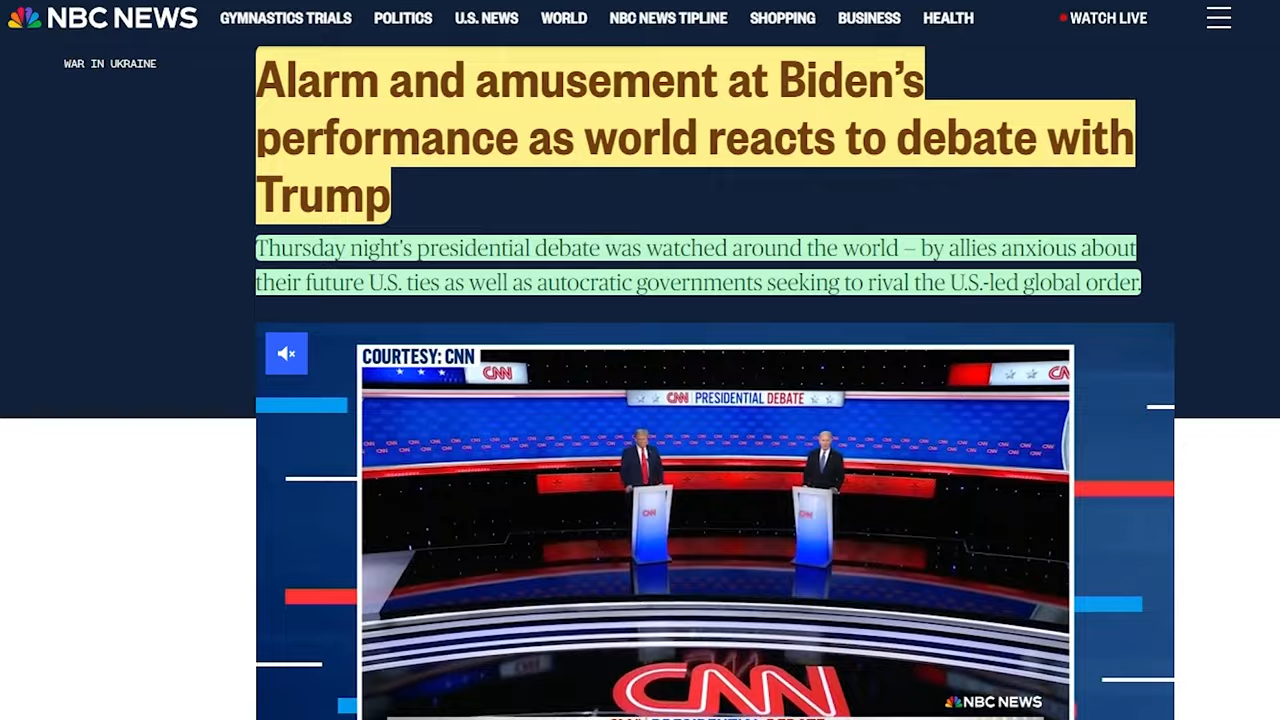 NBC NEWS GYMNASTICS TRIALS POLITICS U.S. NEWS WORLD NBC NEWS TIPLINE SHOPPING BUSINESS HEALTH WATCH LIVE
WAR IN UKRAINE
Alarm and amusement at Biden’s
performance as world reacts to debate with
Trump
Thursday night's presidential debate was watched around the world — by allies anxious about
their future U.S. ties as well as autocratic governments seeking to rival the U.S.-led global order.
COURTESY: CNN
CNN
CNN PRESIDENTIAL DEBATE
CNN
CNN
CNN
NBC NEWS